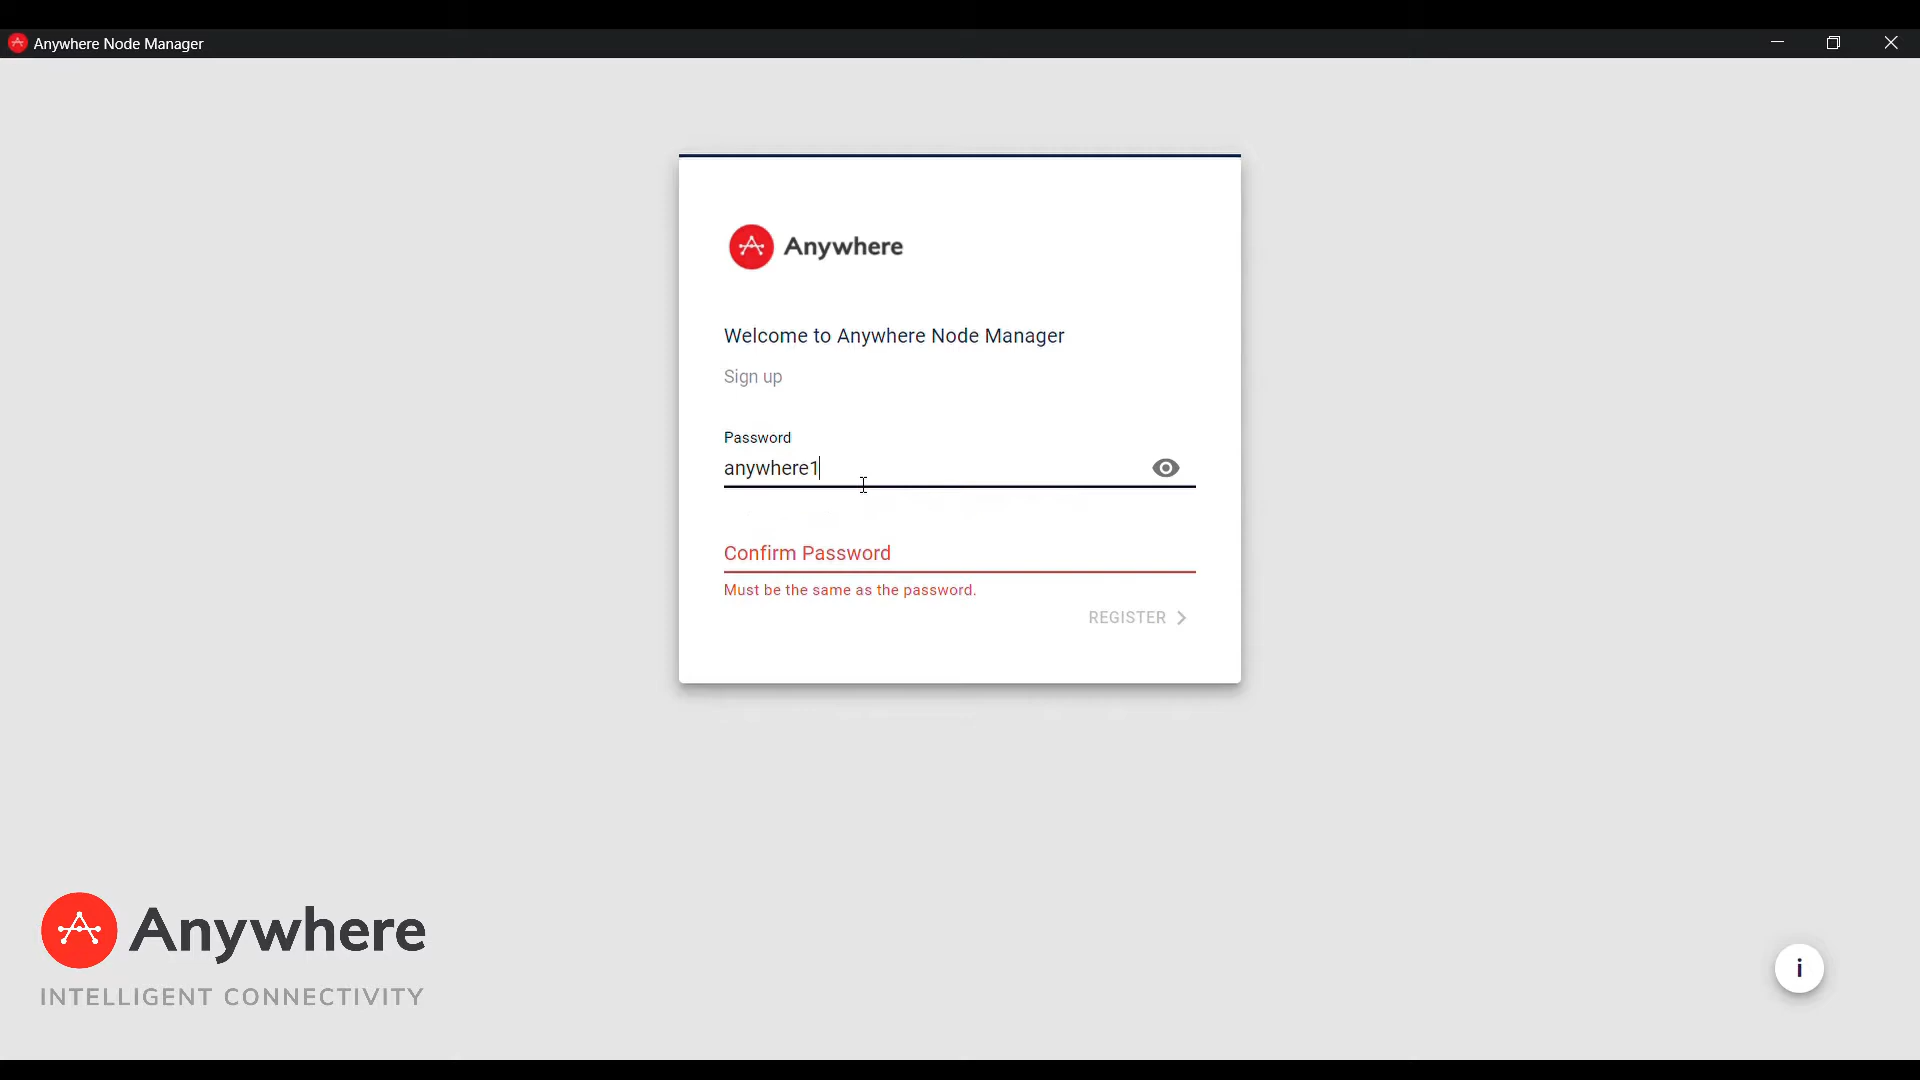 Anywhere Node Manager
Anywhere
Welcome to Anywhere Node Manager
Sign up
Password
anywhere1
Confirm Password
Must be the same as the password.
REGISTER
Anywhere
INTELLIGENT CONNECTIVITY
i